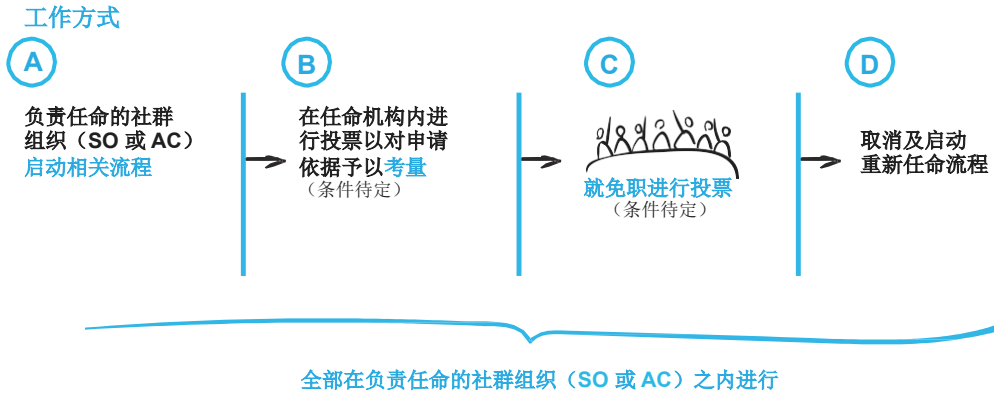 工作方式
A
负责任命的社群
组织（SO 或 AC）
启动相关流程
B
在任命机构内进
行投票以对申请
依据予以考量
（条件待定）
C
就免职进行投票
（条件待定）
D
取消及启动
重新任命流程
全部在负责任命的社群组织（SO 或 AC）之内进行